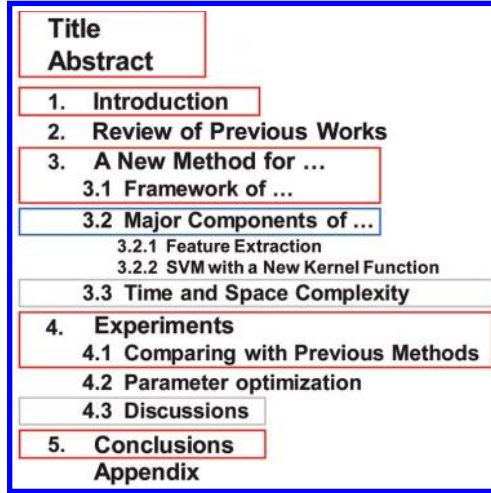 Title
Abstract
1. Introduction
2. Review of Previous Works
3. A New Method for ...
3.1 Framework of ...
3.2 Major Components of ...
3.2.1 Feature Extraction
3.2.2 SVM with a New Kernel Function
3.3 Time and Space Complexity
4. Experiments
4.1 Comparing with Previous Methods
4.2 Parameter optimization
4.3 Discussions
5. Conclusions
Appendix